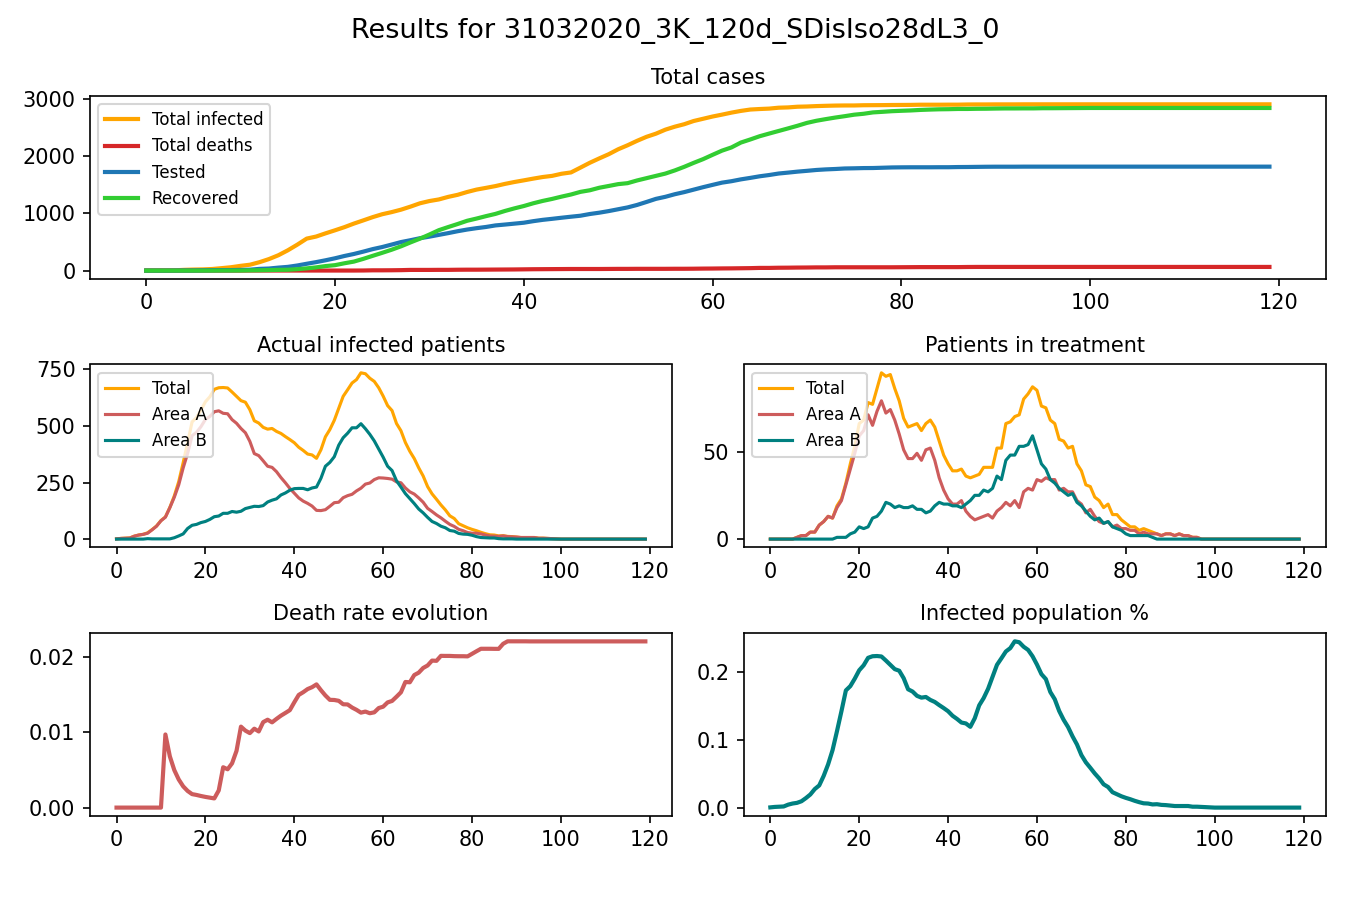 Results for 31032020_3K_120d_SDisIso28dL3_0
Total cases
3000
2000
1000
0
Total infected
Total deaths
Tested
Recovered
0 20 40 60 80 100 120
Actual infected patients
750
500
250
0
Total
Area A
Area B
0 20 40 60 80 100 120
Patients in treatment
50
0
Total
Area A
Area B
0 20 40 60 80 100 120
Death rate evolution
0.02
0.01
0.00
0 20 40 60 80 100 120
Infected population %
0.2
0.1
0.0
0 20 40 60 80 100 120